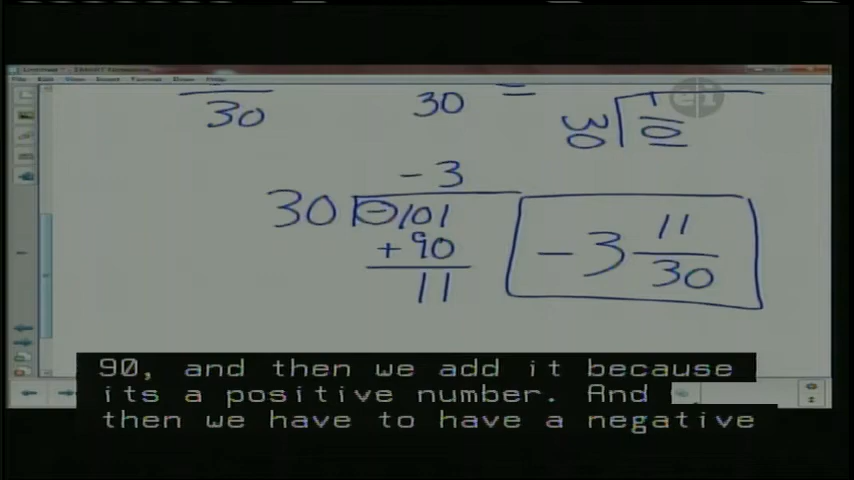 30
30
=
30
101
ei
-3
30
-101
+90
11
-3 11/30
90, and then we add it because
its a positive number. And
then we have to have a negative